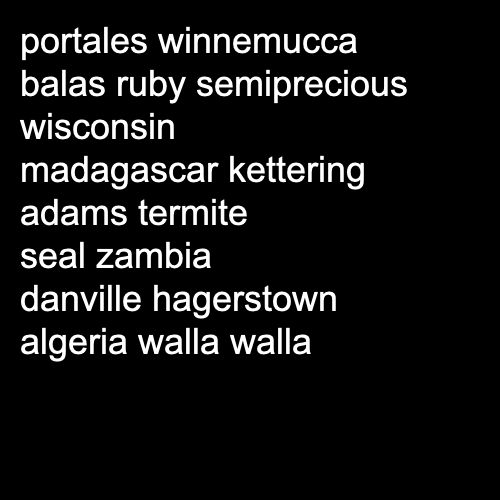 portales winnemucca
balas ruby semiprecious
wisconsin
madagascar kettering
adams termite
seal zambia
danville hagerstown
algeria walla walla